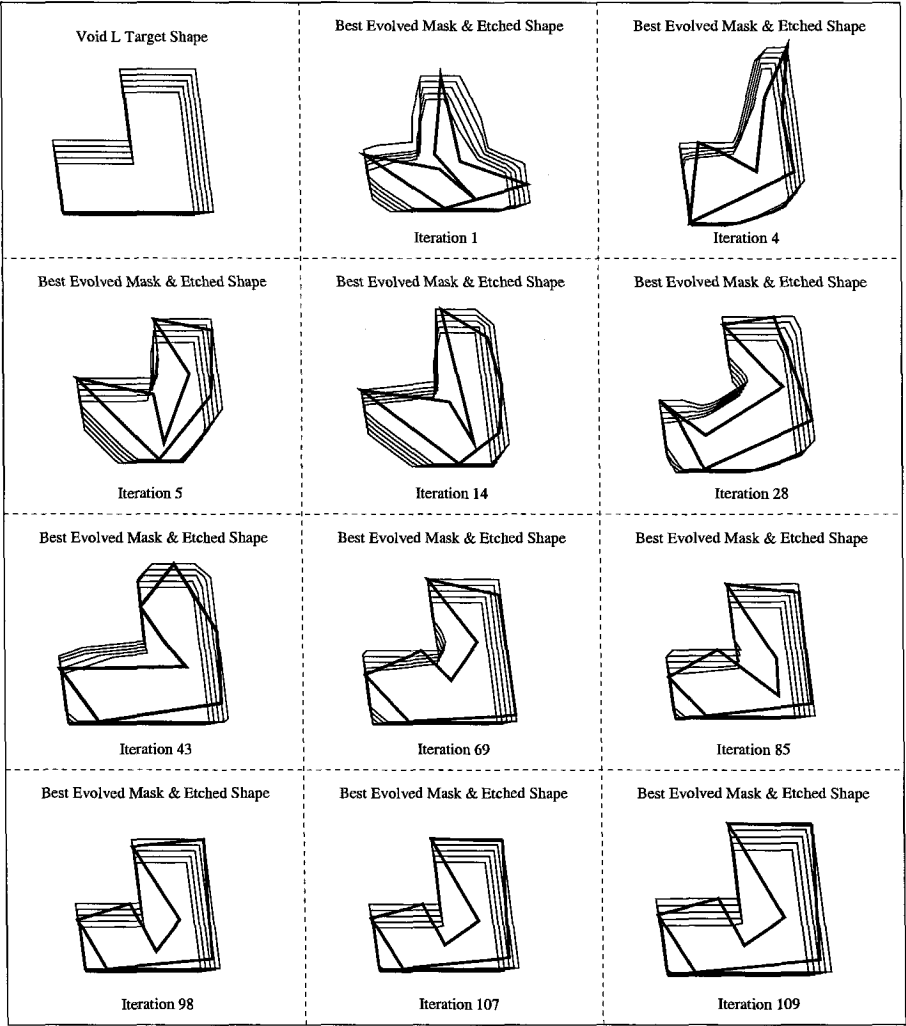 Void L Target Shape
Best Evolved Mask & Etched Shape
Best Evolved Mask & Etched Shape
Iteration 1
Iteration 4
Best Evolved Mask & Etched Shape
Best Evolved Mask & Etched Shape
Best Evolved Mask & Etched Shape
Iteration 5
Iteration 14
Iteration 28
Best Evolved Mask & Etched Shape
Best Evolved Mask & Etched Shape
Best Evolved Mask & Etched Shape
Iteration 43
Iteration 69
Iteration 85
Best Evolved Mask & Etched Shape
Best Evolved Mask & Etched Shape
Best Evolved Mask & Etched Shape
Iteration 98
Iteration 107
Iteration 109